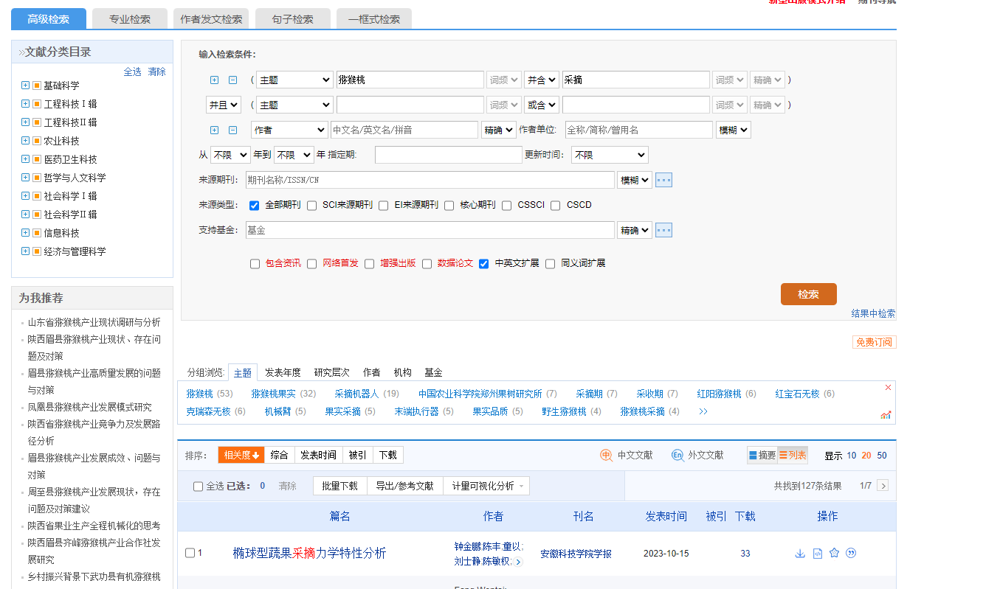 新型出版模式介绍 期刊导航
高级检索 专业检索 作者发文检索 句子检索 一框式检索
文献分类目录
全选 清除
基础科学
工程科技Ⅰ辑
工程科技Ⅱ辑
农业科技
医药卫生科技
哲学与人文科学
社会科学Ⅰ辑
社会科学Ⅱ辑
信息科技
经济与管理科学
为我推荐
山东省猕猴桃产业现状调研与分析
陕西眉县猕猴桃产业现状、存在问
题及对策
眉县猕猴桃产业高质量发展的问题
与对策
凤凰县猕猴桃产业发展模式研究
陕西省猕猴桃产业竞争力及发展路
径分析
眉县猕猴桃产业发展成效、问题与
对策
周至县猕猴桃产业发展现状,存在
问题及对策建议
陕西省果业生产全程机械化的思考
陕西眉县齐峰猕猴桃产业合作社发
展研究
乡村振兴背景下武功县有机猕猴桃
输入检索条件:
( 主题 猕猴桃 词频 并含 采摘 词频 精确 )
并且 ( 主题 词频 或含 词频 精确 )
作者 中文名/英文名/拼音 精确 作者单位: 全称/简称/曾用名 模糊
从 不限 年到 不限 年 指定期: 更新时间: 不限
来源期刊: 期刊名称/ISSN/CN 模糊 ...
来源类型: 全部期刊 SCI来源期刊 EI来源期刊 核心期刊 CSSCI CSCD
支持基金: 基金 精确 ...
包含资讯 网络首发 增强出版 数据论文 中英文扩展 同义词扩展
检索
结果中检索
免费订阅
分组浏览: 主题 发表年度 研究层次 作者 机构 基金
猕猴桃 (53) 猕猴桃果实 (32) 采摘机器人 (19) 中国农业科学院郑州果树研究所 (7) 采摘期 (7) 采收期 (7) 红阳猕猴桃 (6) 红宝石无核 (6)
克瑞森无核 (6) 机械臂 (5) 果实采摘 (5) 末端执行器 (5) 果实品质 (5) 野生猕猴桃 (4) 猕猴桃采摘 (4) >>
排序: 相关度 综合 发表时间 被引 下载 中 中文文献 En 外文文献 摘要 列表 显示 10 20 50
全选 已选: 0 清除 批量下载 导出/参考文献 计量可视化分析 共找到127条结果 1/7 >
篇名 作者 刊名 发表时间 被引 下载 操作
1 椭球型蔬果采摘力学特性分析 钟金鹏;陈丰;童以; 安徽科技学院学报 2023-10-15 33
刘士静;陈敏权;